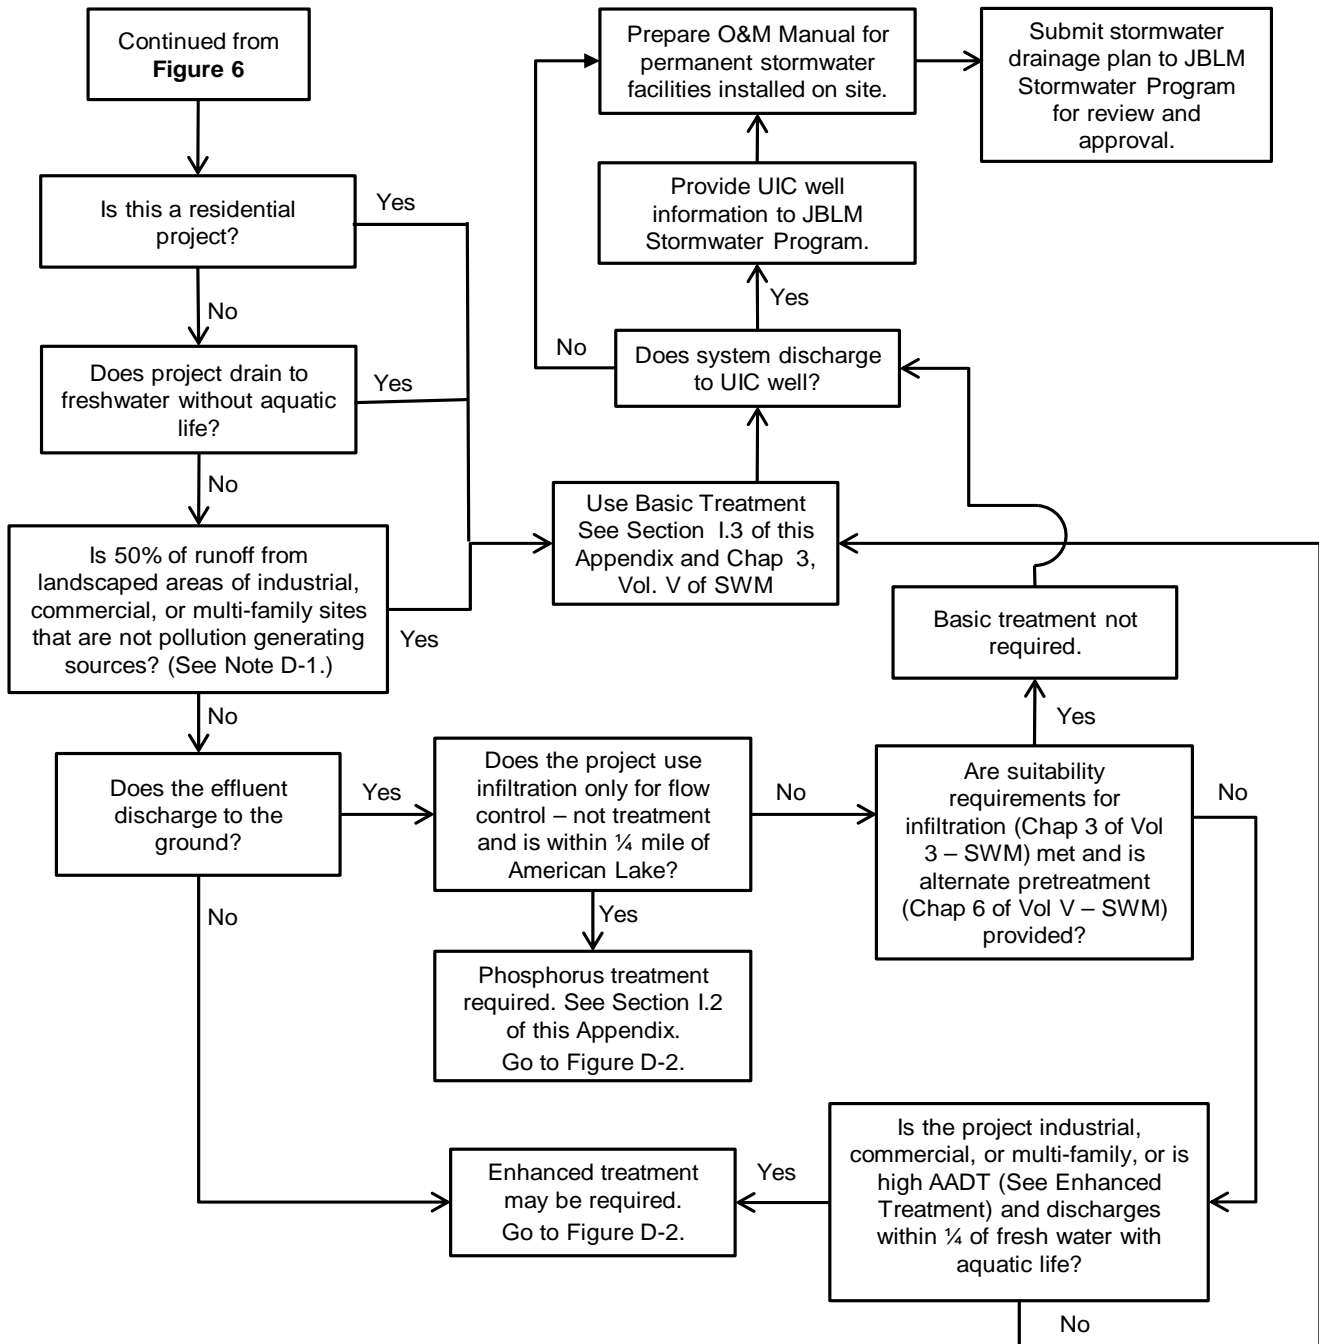 Continued from
Figure 6
Is this a residential
project?
Yes
No
Does project drain to
freshwater without aquatic
life?
Yes
No
Is 50% of runoff from
landscaped areas of industrial,
commercial, or multi-family sites
that are not pollution generating
sources? (See Note D-1.)
Yes
No
Does the effluent
discharge to the
ground?
Yes
No
Does the project use
infiltration only for flow
control – not treatment
and is within ¼ mile of
American Lake?
No
Yes
Phosphorus treatment
required. See Section I.2
of this Appendix.
Go to Figure D-2.
Enhanced treatment
may be required.
Go to Figure D-2.
Yes
Prepare O&M Manual for
permanent stormwater
facilities installed on site.
Submit stormwater
drainage plan to JBLM
Stormwater Program
for review and
approval.
Provide UIC well
information to JBLM
Stormwater Program.
Yes
No
Does system discharge
to UIC well?
Use Basic Treatment
See Section I.3 of this
Appendix and Chap 3,
Vol. V of SWM
Basic treatment not
required.
Yes
Are suitability
requirements for
infiltration (Chap 3 of Vol
3 – SWM) met and is
alternate pretreatment
(Chap 6 of Vol V – SWM)
provided?
No
Is the project industrial,
commercial, or multi-family, or is
high AADT (See Enhanced
Treatment) and discharges
within ¼ of fresh water with
aquatic life?
No